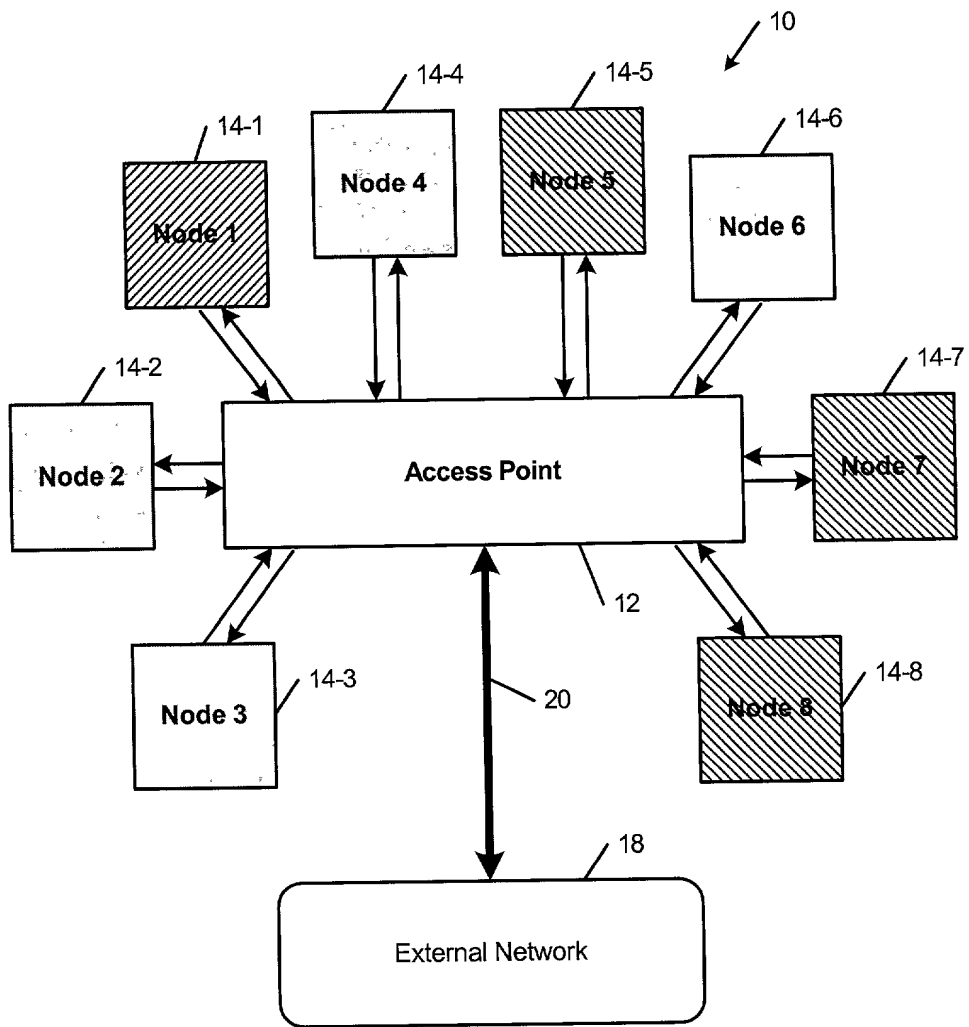 10
14-4
14-5
14-1
14-6
Node 4
Node 5
Node 1
Node 6
14-2
14-7
Node 2
Access Point
Node 7
12
14-3
20
14-8
Node 3
Node 8
18
External Network